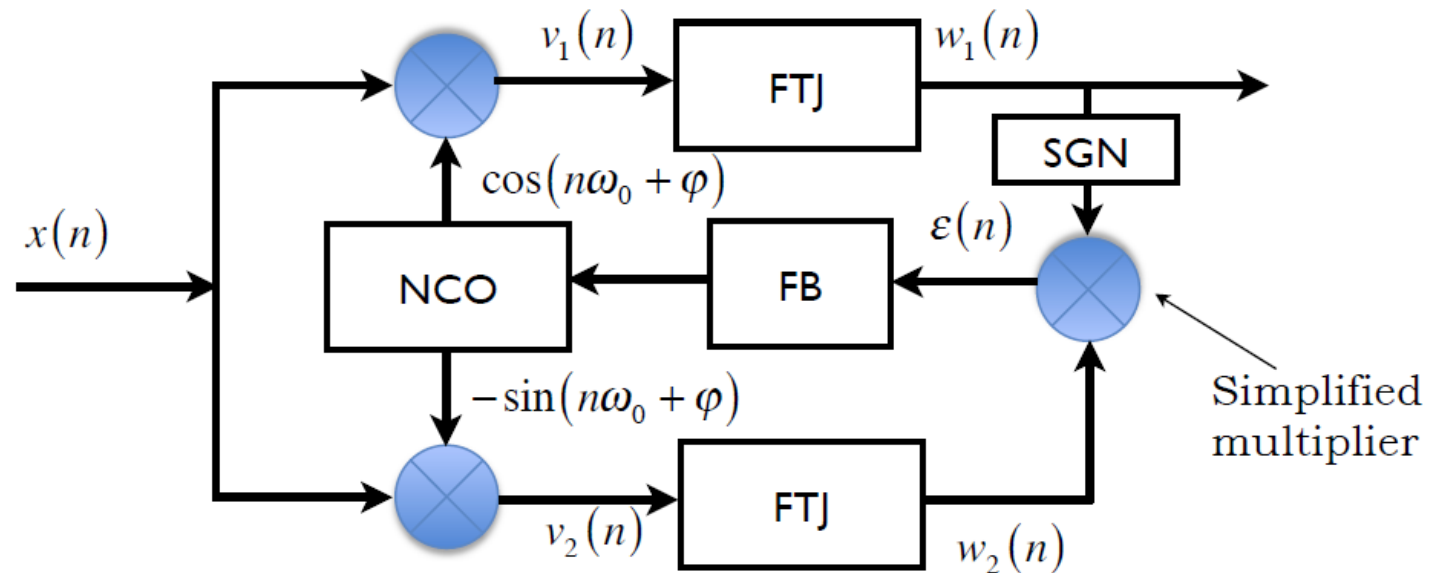 v₁(n)
w₁(n)
FTJ
SGN
cos(nω₀ + φ)
x(n)
ε(n)
NCO
FB
−sin(nω₀ + φ)
Simplified
multiplier
FTJ
v₂(n)
w₂(n)